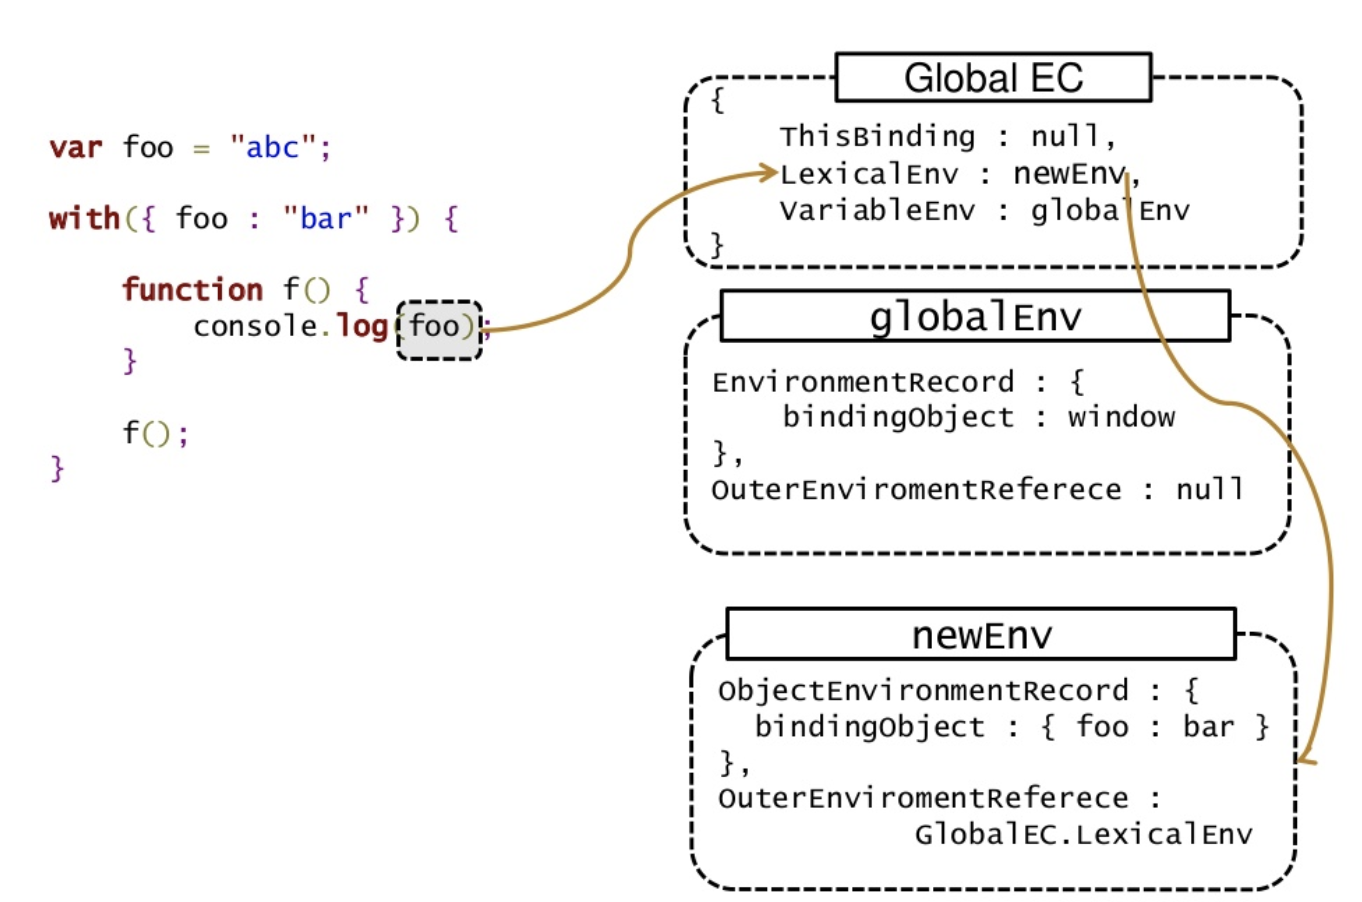 var foo = "abc";
with({ foo : "bar" }) {
function f() {
console.log(foo);
}
f();
}
Global EC
{
ThisBinding : null,
LexicalEnv : newEnv,
VariableEnv : globalEnv
}
globalEnv
EnvironmentRecord : {
bindingObject : window
},
OuterEnviromentReferece : null
newEnv
ObjectEnvironmentRecord : {
bindingObject : { foo : bar }
},
OuterEnviromentReferece :
GlobalEC.LexicalEnv